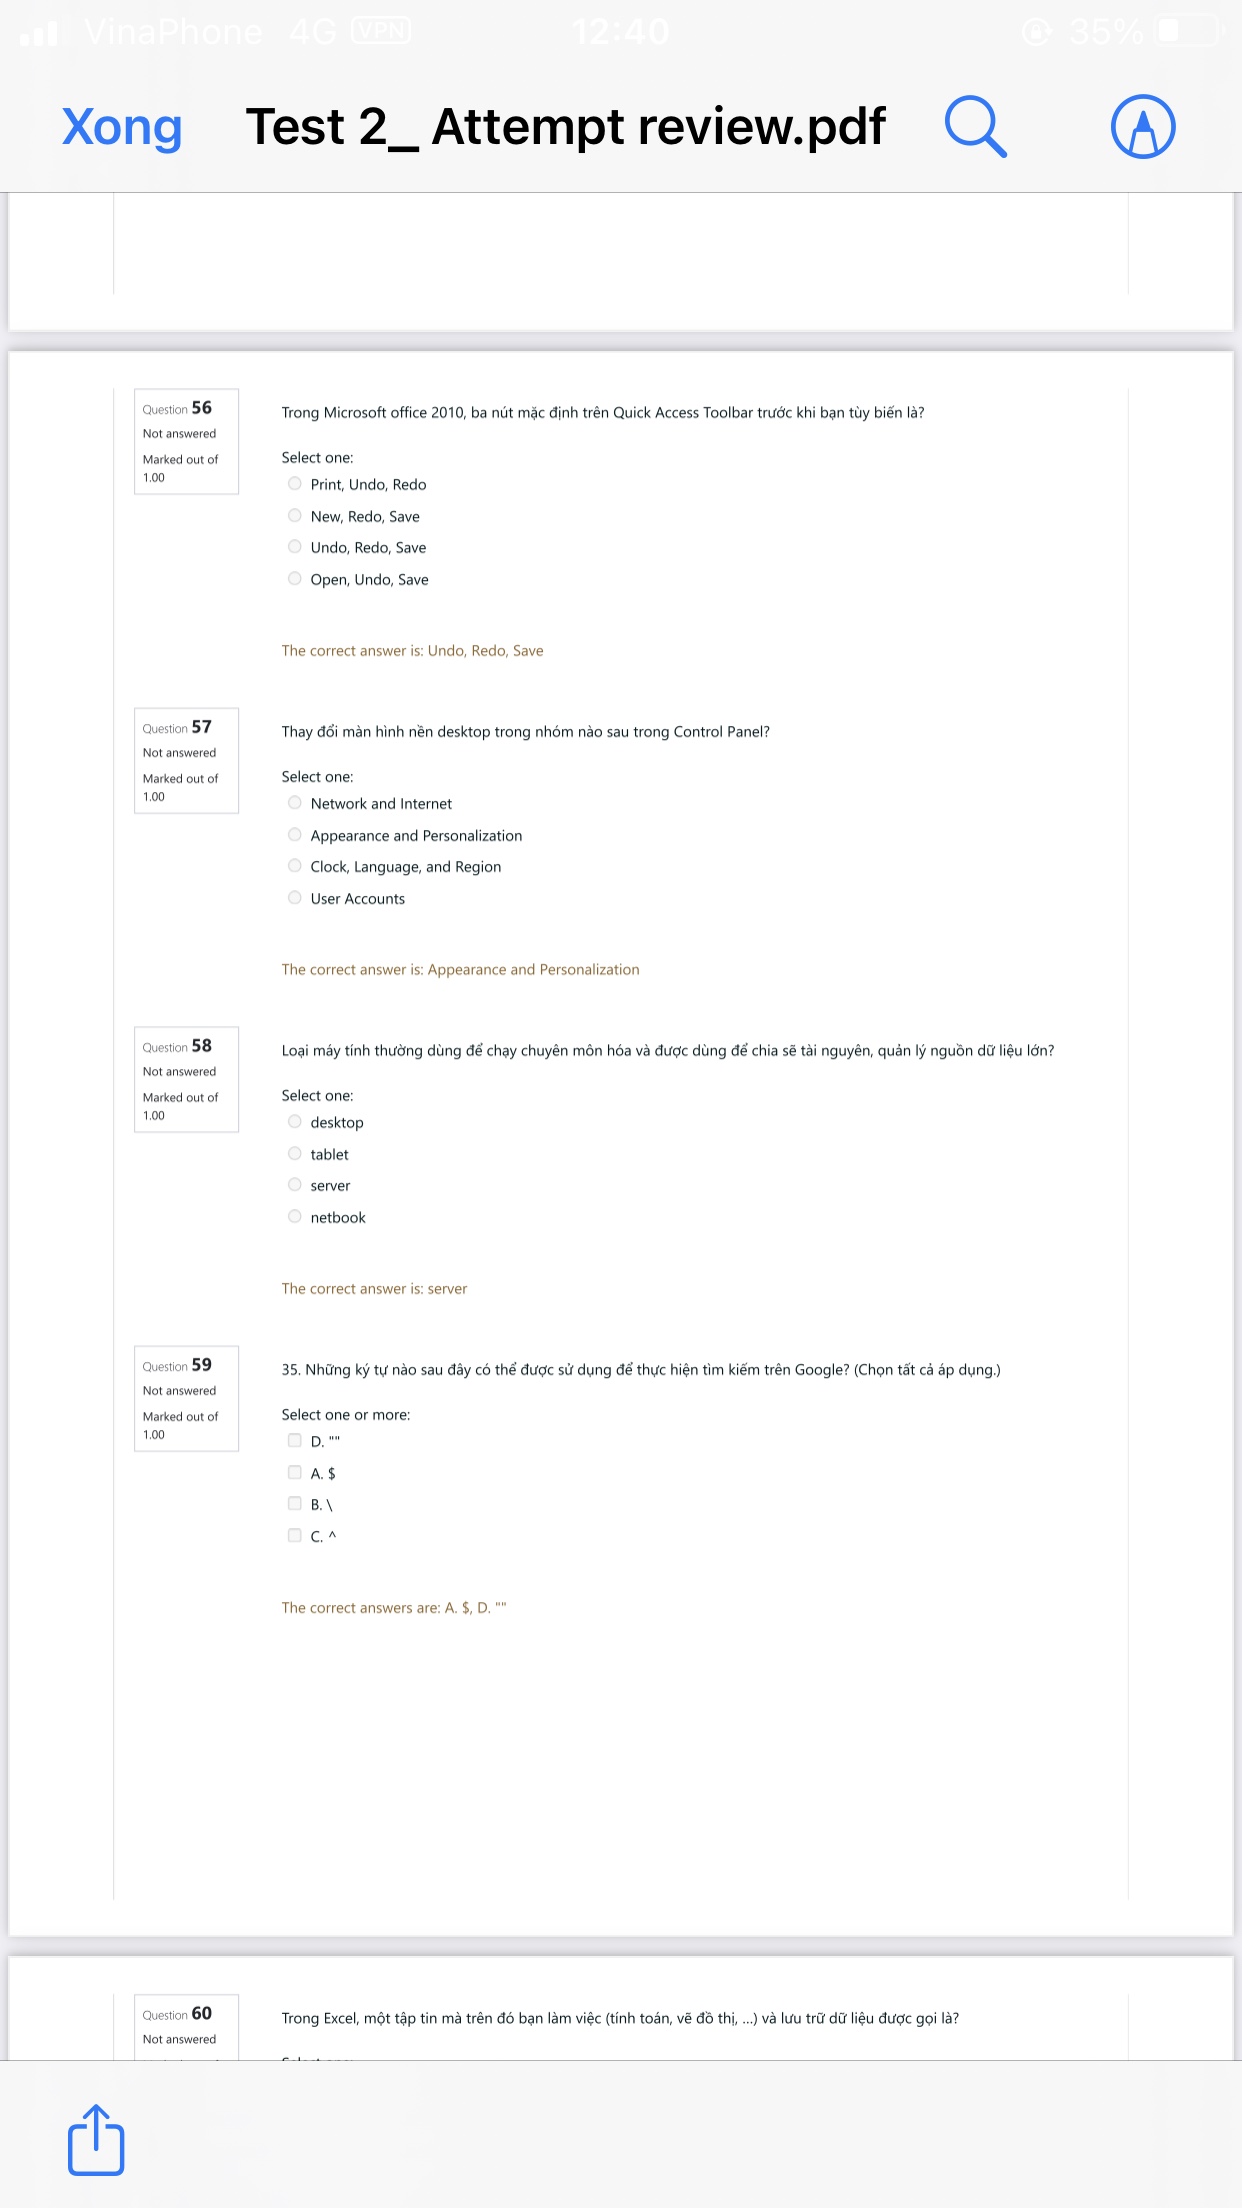 VinaPhone 4G VPN 12:40 35%
Xong Test 2_ Attempt review.pdf
Question 56
Not answered
Marked out of
1.00
Trong Microsoft office 2010, ba nút mặc định trên Quick Access Toolbar trước khi bạn tùy biến là?
Select one:
Print, Undo, Redo
New, Redo, Save
Undo, Redo, Save
Open, Undo, Save
The correct answer is: Undo, Redo, Save
Question 57
Not answered
Marked out of
1.00
Thay đổi màn hình nền desktop trong nhóm nào sau trong Control Panel?
Select one:
Network and Internet
Appearance and Personalization
Clock, Language, and Region
User Accounts
The correct answer is: Appearance and Personalization
Question 58
Not answered
Marked out of
1.00
Loại máy tính thường dùng để chạy chuyên môn hóa và được dùng để chia sẽ tài nguyên, quản lý nguồn dữ liệu lớn?
Select one:
desktop
tablet
server
netbook
The correct answer is: server
Question 59
Not answered
Marked out of
1.00
35. Những ký tự nào sau đây có thể được sử dụng để thực hiện tìm kiếm trên Google? (Chọn tất cả áp dụng.)
Select one or more:
D. ""
A. $
B. \
C. ^
The correct answers are: A. $, D. ""
Question 60
Not answered
Trong Excel, một tập tin mà trên đó bạn làm việc (tính toán, vẽ đồ thị, ...) và lưu trữ dữ liệu được gọi là?